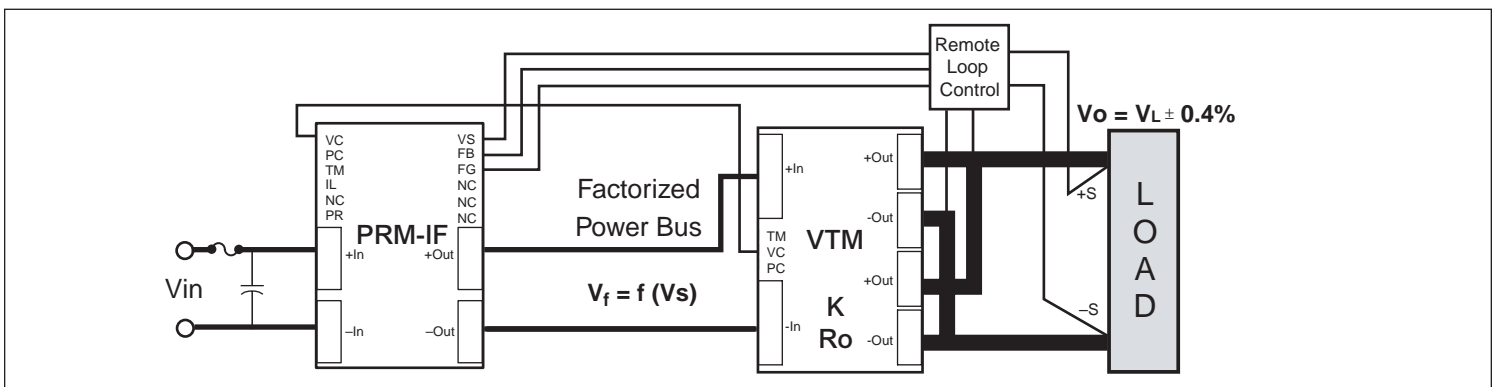 Remote
Loop
Control
Vo = VL ± 0.4%
VC
PC
TM
IL
NC
PR
VS
FB
FG
NC
NC
NC
PRM-IF
+In
+Out
–In
–Out
Vin
Factorized
Power Bus
Vf = f (Vs)
+In
TM
VC
PC
-In
VTM
K
Ro
+Out
-Out
+Out
-Out
+S
–S
L
O
A
D